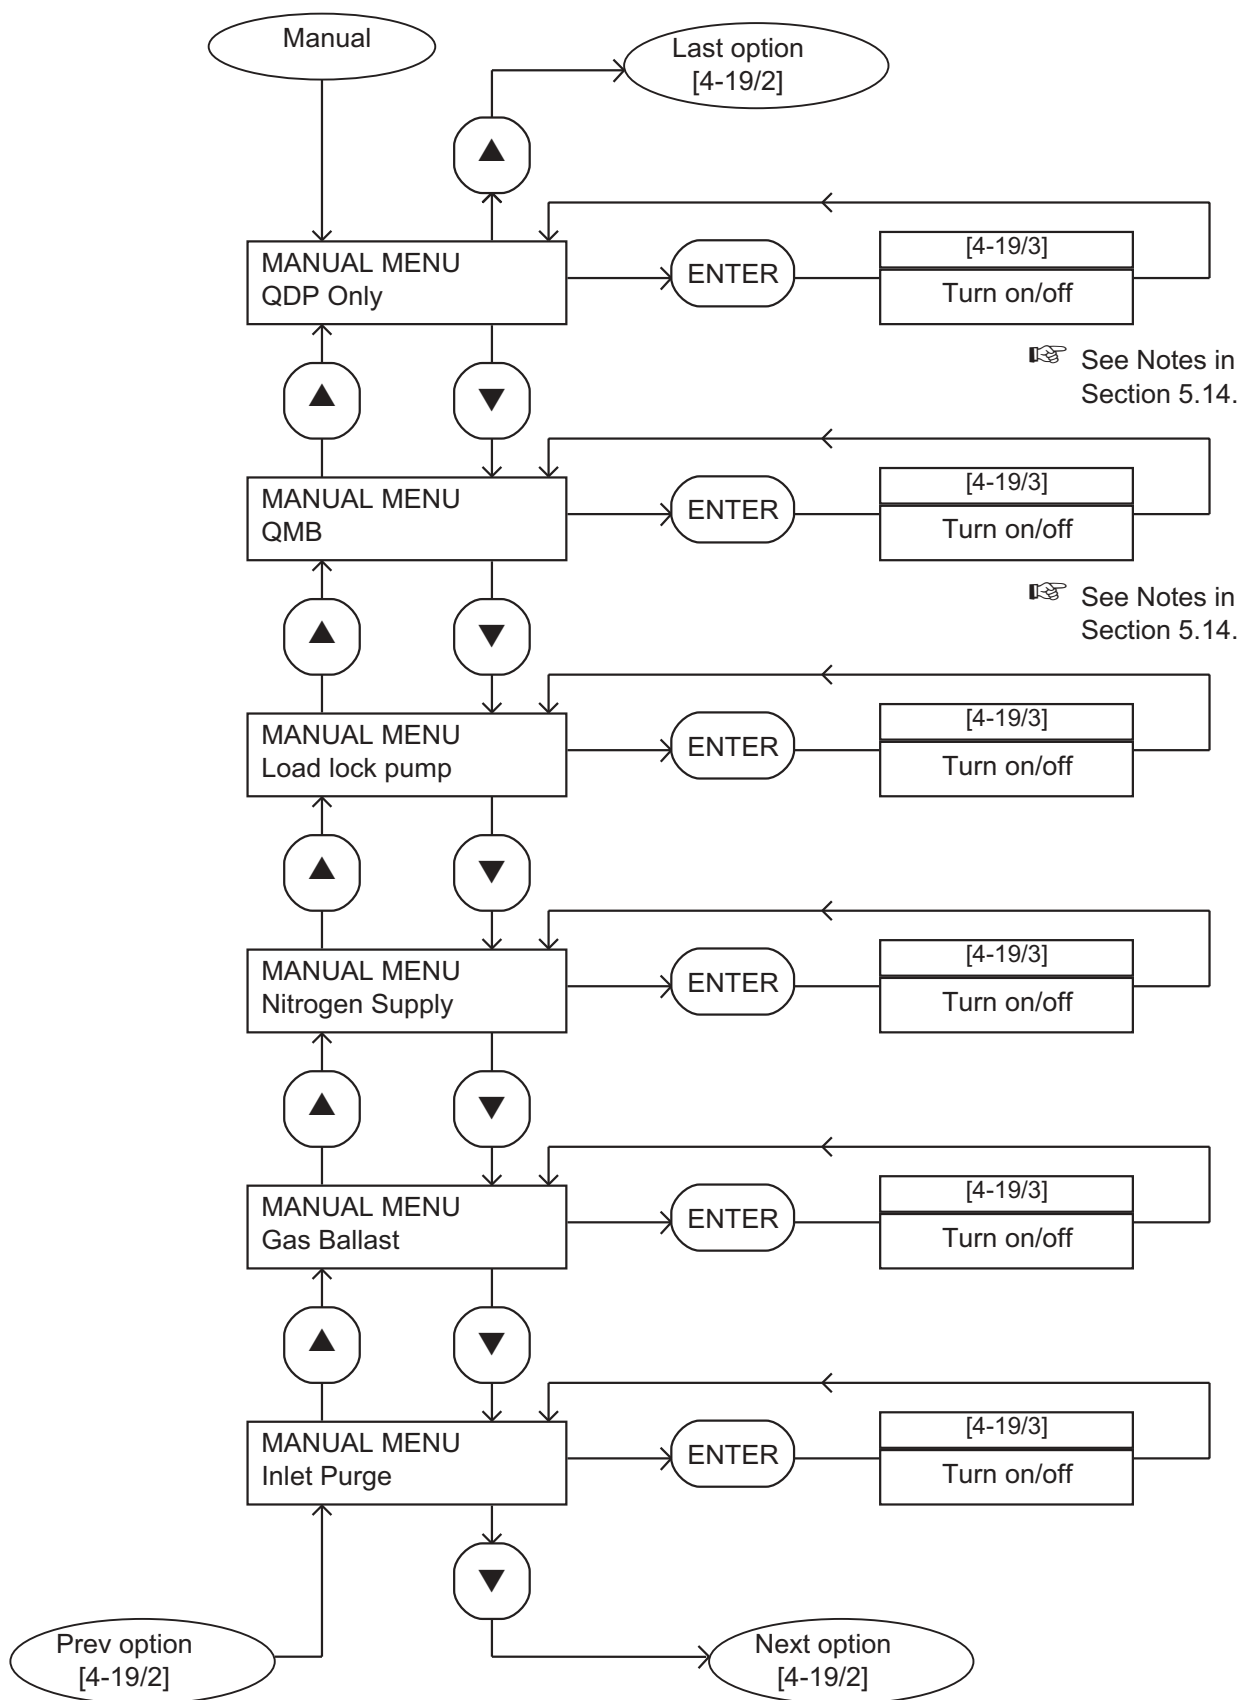 Manual
Last option
[4-19/2]
▲
MANUAL MENU
QDP Only
ENTER
[4-19/3]
Turn on/off
☞ See Notes in
Section 5.14.
▲
▼
MANUAL MENU
QMB
ENTER
[4-19/3]
Turn on/off
☞ See Notes in
Section 5.14.
▲
▼
MANUAL MENU
Load lock pump
ENTER
[4-19/3]
Turn on/off
▲
▼
MANUAL MENU
Nitrogen Supply
ENTER
[4-19/3]
Turn on/off
▲
▼
MANUAL MENU
Gas Ballast
ENTER
[4-19/3]
Turn on/off
▲
▼
MANUAL MENU
Inlet Purge
ENTER
[4-19/3]
Turn on/off
▼
Prev option
[4-19/2]
Next option
[4-19/2]